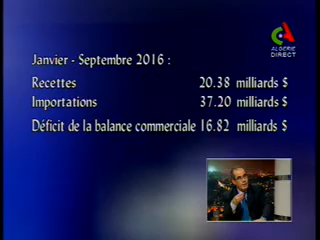 ALGERIE
DIRECT
Janvier - Septembre 2016 :
Recettes 20.38 milliards $
Importations 37.20 milliards $
Déficit de la balance commerciale 16.82 milliards $